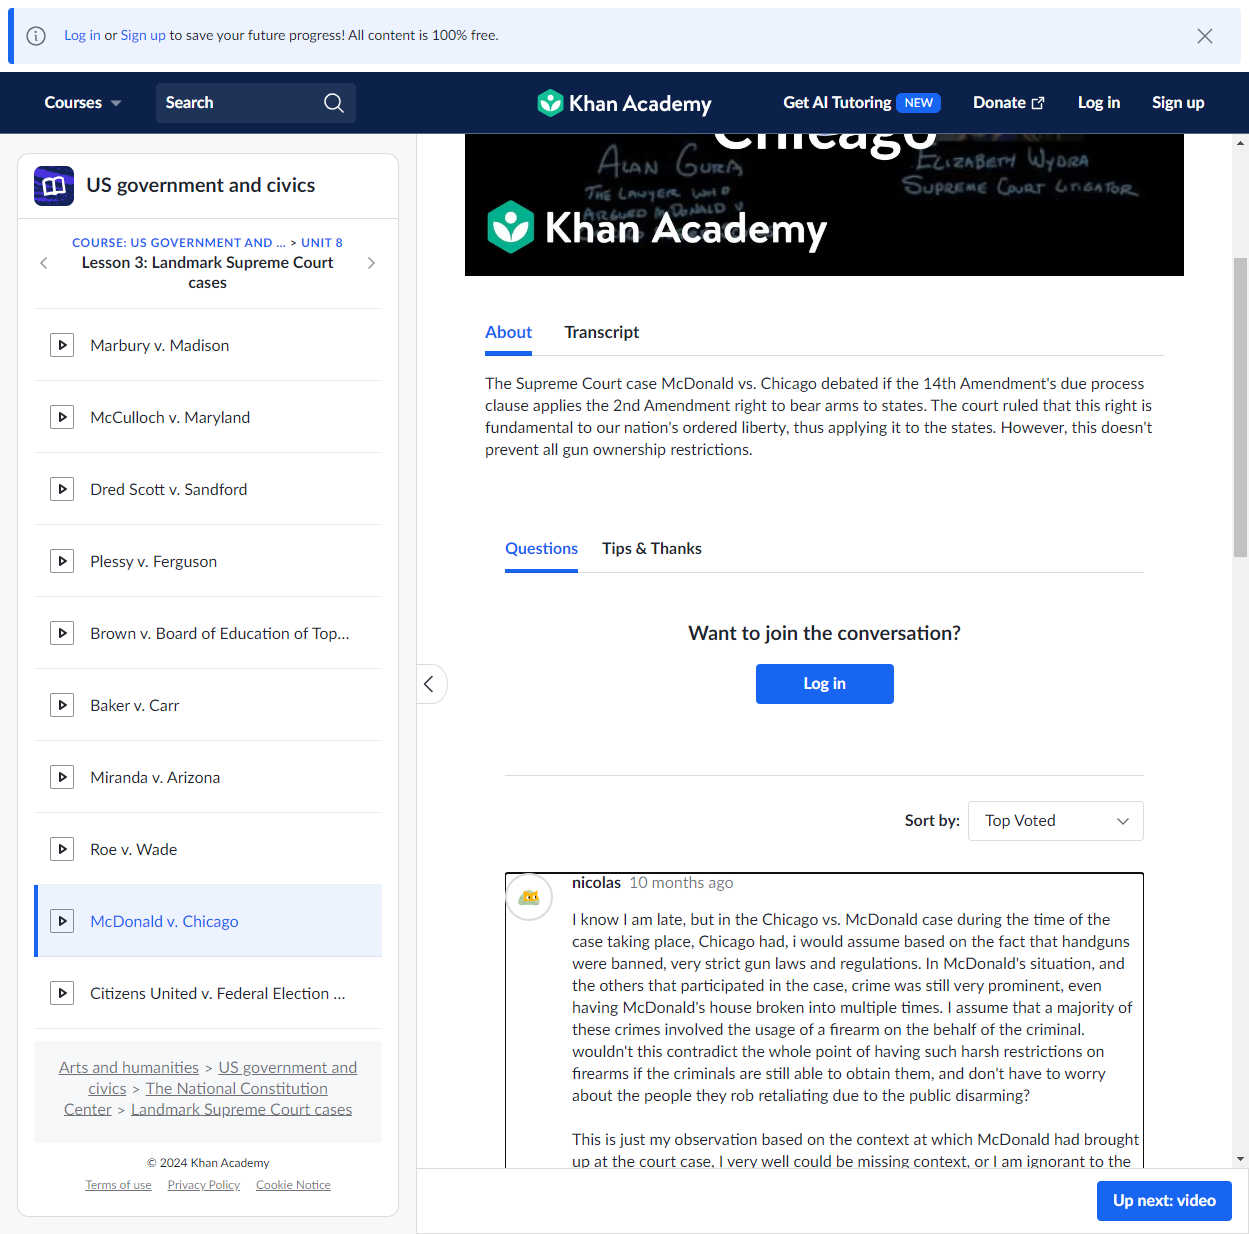 Log in or Sign up to save your future progress! All content is 100% free.
Courses
Search
Khan Academy
Get AI Tutoring NEW
Donate
Log in
Sign up
US government and civics
COURSE: US GOVERNMENT AND ... > UNIT 8
Lesson 3: Landmark Supreme Court
cases
Marbury v. Madison
McCulloch v. Maryland
Dred Scott v. Sandford
Plessy v. Ferguson
Brown v. Board of Education of Top...
Baker v. Carr
Miranda v. Arizona
Roe v. Wade
McDonald v. Chicago
Citizens United v. Federal Election ...
Arts and humanities > US government and
civics > The National Constitution
Center > Landmark Supreme Court cases
© 2024 Khan Academy
Terms of use Privacy Policy Cookie Notice
Chicago
ALAN GURA
THE LAWYER WHO
ARGUED McDONALD V
ELIZABETH WYDRA
SUPREME COURT LITIGATOR
Khan Academy
About
Transcript
The Supreme Court case McDonald vs. Chicago debated if the 14th Amendment's due process
clause applies the 2nd Amendment right to bear arms to states. The court ruled that this right is
fundamental to our nation's ordered liberty, thus applying it to the states. However, this doesn't
prevent all gun ownership restrictions.
Questions
Tips & Thanks
Want to join the conversation?
Log in
Sort by: Top Voted
nicolas 10 months ago
I know I am late, but in the Chicago vs. McDonald case during the time of the
case taking place, Chicago had, i would assume based on the fact that handguns
were banned, very strict gun laws and regulations. In McDonald's situation, and
the others that participated in the case, crime was still very prominent, even
having McDonald's house broken into multiple times. I assume that a majority of
these crimes involved the usage of a firearm on the behalf of the criminal.
wouldn't this contradict the whole point of having such harsh restrictions on
firearms if the criminals are still able to obtain them, and don't have to worry
about the people they rob retaliating due to the public disarming?
This is just my observation based on the context at which McDonald had brought
up at the court case, I very well could be missing context, or I am ignorant to the
Up next: video